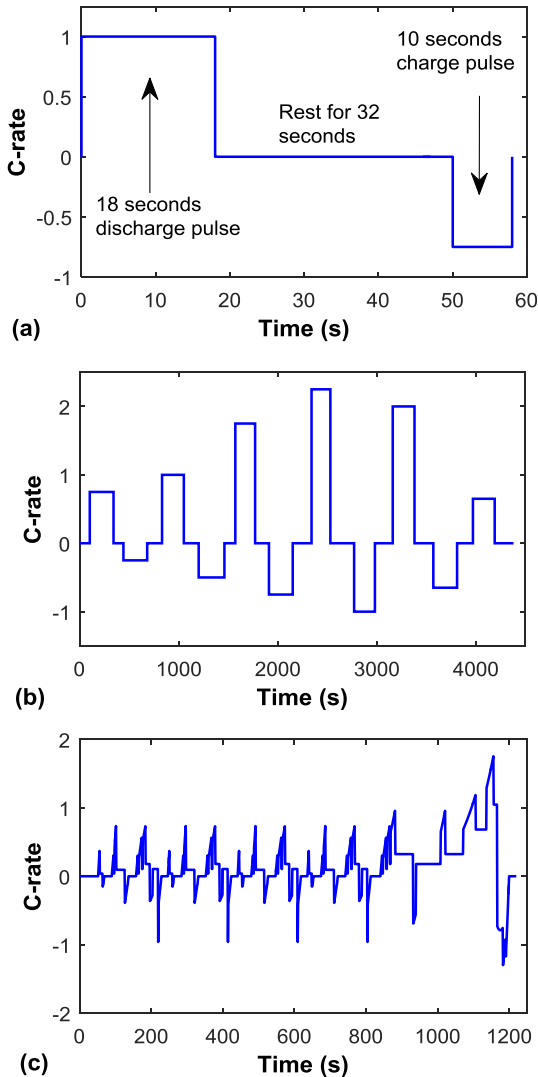 1
0.5
0
-0.5
-1
C-rate
10 seconds
charge pulse
Rest for 32
seconds
18 seconds
discharge pulse
0 10 20 30 40 50 60
(a) Time (s)
2
1
0
-1
C-rate
0 1000 2000 3000 4000
(b) Time (s)
2
1
0
-1
-2
C-rate
0 200 400 600 800 1000 1200
(c) Time (s)